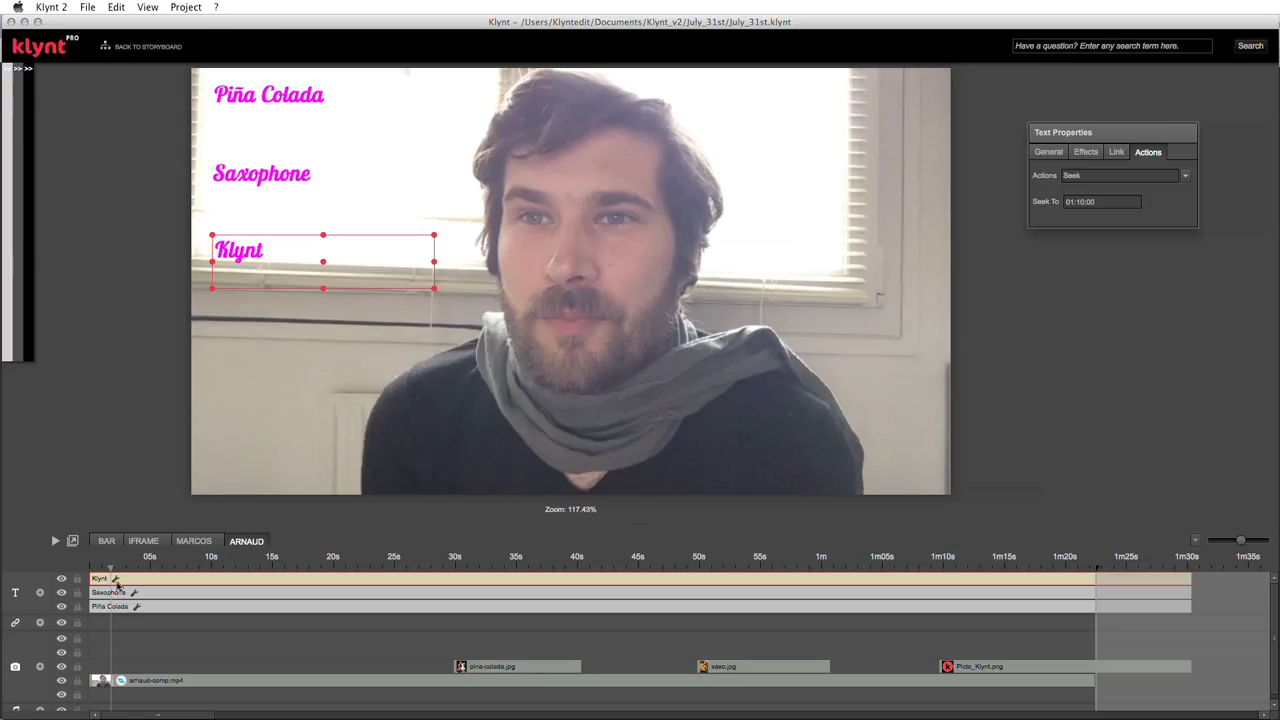 Klynt 2 File Edit View Project ?
Klynt - /Users/Klyntedit/Documents/Klynt_v2/July_31st/July_31st.klynt
klynt PRO BACK TO STORYBOARD Have a question? Enter any search term here. Search
>> >> >>
Piña Colada
Saxophone
Klynt
Text Properties
General Effects Link Actions
Actions Seek
Seek To 01:10:00
Zoom: 117.43%
BAR IFRAME MARCOS ARNAUD
05s 10s 15s 20s 25s 30s 35s 40s 45s 50s 55s 1m 1m05s 1m10s 1m15s 1m20s 1m25s 1m30s 1m35s
Klynt
T Saxophone
Piña Colada
pina-colada.jpg saxo.jpg Picto_Klynt.png
arnaud-comp.mp4